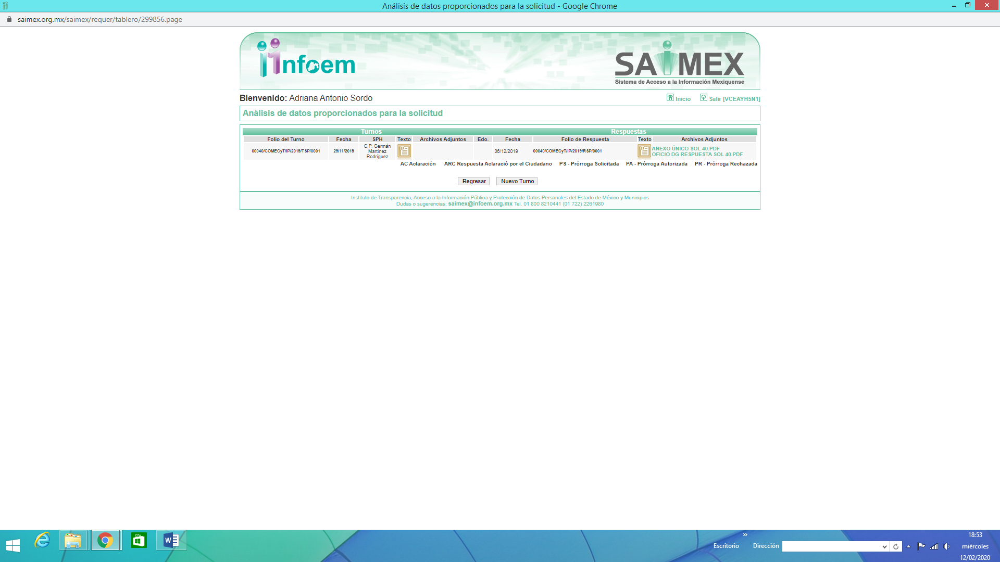 Análisis de datos proporcionados para la solicitud - Google Chrome
saimex.org.mx/saimex/requer/tablero/299856.page
infoem
SAIMEX
Sistema de Acceso a la Información Mexiquense
Bienvenido: Adriana Antonio Sordo
Inicio Salir [VCEAYH5N1]
Análisis de datos proporcionados para la solicitud
Turnos Respuestas
Folio del Turno Fecha SPH Texto Archivos Adjuntos Edo. Fecha Folio de Respuesta Texto Archivos Adjuntos
00040/COMECyT/IP/2019/TSP/0001 29/11/2019 C.P. Germán Martínez Rodríguez 06/12/2019 00040/COMECyT/IP/2019/RSP/0001 ANEXO ÚNICO SOL 40.PDF
OFICIO DG RESPUESTA SOL 40.PDF
AC Aclaración ARC Respuesta Aclaració por el Ciudadano PS - Prórroga Solicitada PA - Prórroga Autorizada PR - Prórroga Rechazada
Regresar Nuevo Turno
Instituto de Transparencia, Acceso a la Información Pública y Protección de Datos Personales del Estado de México y Municipios
Dudas o sugerencias: saimex@infoem.org.mx Tel. 01 800 8210441 (01 722) 2261980
Escritorio » Dirección
18:53
miércoles
12/02/2020